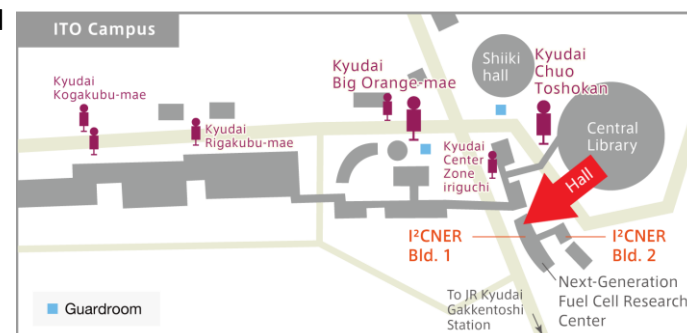 ITO Campus
Kyudai
Kogakubu-mae
Kyudai
Rigakubu-mae
Kyudai
Big Orange-mae
Shiiki
hall
Kyudai
Chuo
Toshokan
Kyudai
Center
Zone
iriguchi
Central
Library
Hall
I²CNER
Bld. 1
I²CNER
Bld. 2
Next-Generation
Fuel Cell Research
Center
To JR Kyudai
Gakkentoshi
Station
Guardroom